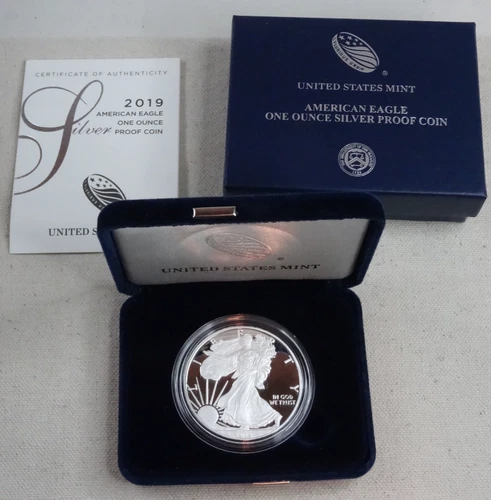 CERTIFICATE OF AUTHENTICITY
2019
AMERICAN EAGLE
Silver
ONE OUNCE
PROOF COIN
UNITED
UNITED STATES MINT
AMERICAN EAGLE
ONE OUNCE SILVER PROOF COIN
1789
UNITED STATES MINT
LIBERTY
IN GOD
WE TRUST